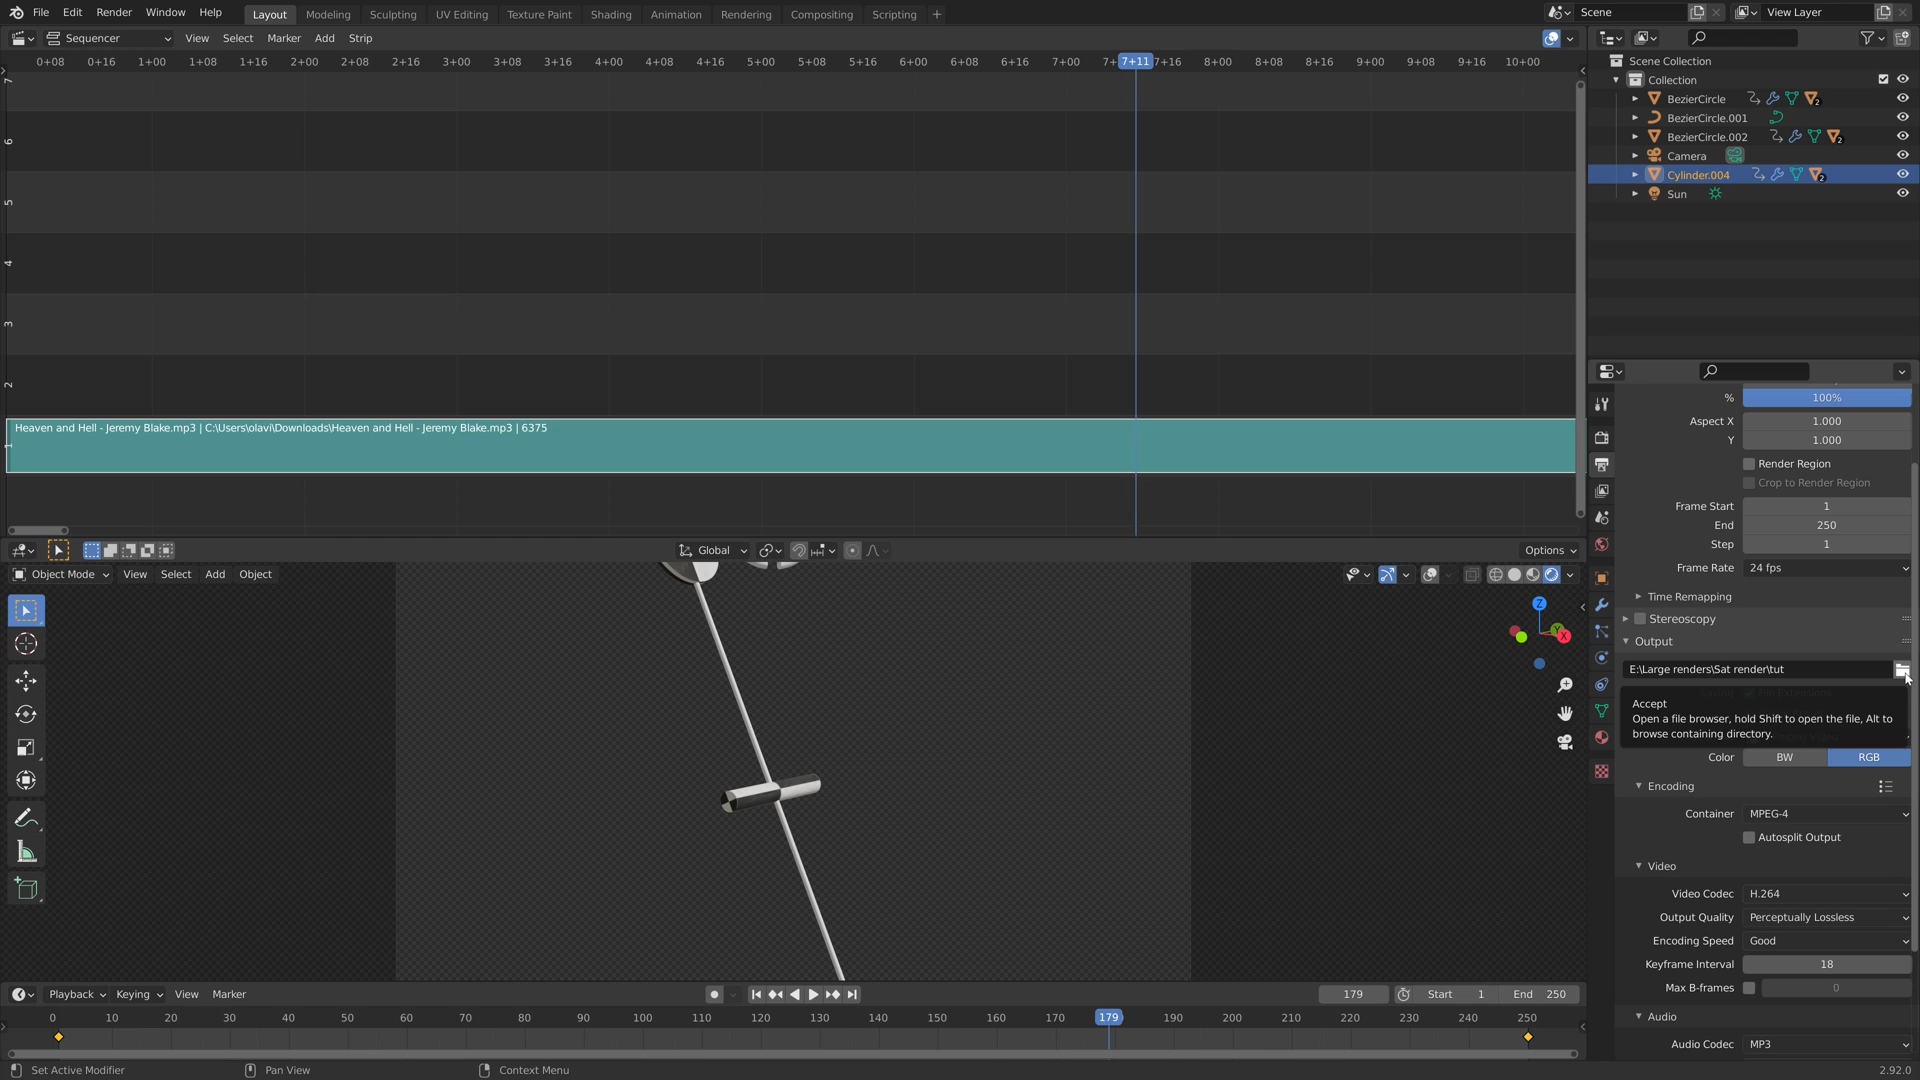 File Edit Render Window Help Layout Modeling Sculpting UV Editing Texture Paint Shading Animation Rendering Compositing Scripting + Scene View Layer
Sequencer View Select Marker Add Strip
0+08 0+16 1+00 1+08 1+16 2+00 2+08 2+16 3+00 3+08 3+16 4+00 4+08 4+16 5+00 5+08 5+16 6+00 6+08 6+16 7+00 7+11 7+16 8+00 8+08 8+16 9+00 9+08 9+16 10+00
7
6
5
4
3
2
1
Heaven and Hell - Jeremy Blake.mp3 | C:\Users\olavi\Downloads\Heaven and Hell - Jeremy Blake.mp3 | 6375
Scene Collection
Collection
BezierCircle 2
BezierCircle.001
BezierCircle.002 2
Camera
Cylinder.004 2
Sun
% 100%
Aspect X 1.000
Y 1.000
Render Region
Crop to Render Region
Frame Start 1
End 250
Step 1
Frame Rate 24 fps
Time Remapping
Stereoscopy
Output
E:\Large renders\Sat render\tut
Accept
Open a file browser, hold Shift to open the file, Alt to
browse containing directory.
Color BW RGB
Encoding
Container MPEG-4
Autosplit Output
Video
Video Codec H.264
Output Quality Perceptually Lossless
Encoding Speed Good
Keyframe Interval 18
Max B-frames 0
Audio
Audio Codec MP3
Global Options
Object Mode View Select Add Object
Z
Y
X
Playback Keying View Marker 179 Start 1 End 250
0 10 20 30 40 50 60 70 80 90 100 110 120 130 140 150 160 170 179 190 200 210 220 230 240 250
Set Active Modifier Pan View Context Menu 2.92.0